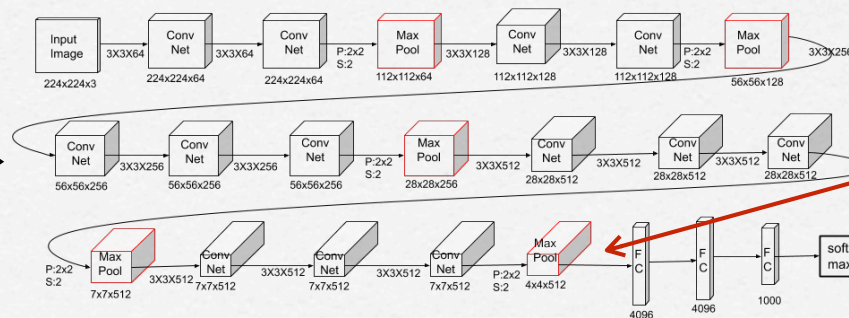 Input Image
3X3X64
Conv Net
3X3X64
Conv Net
P:2x2
S:2
Max Pool
3X3X128
Conv Net
3X3X128
Conv Net
P:2x2
S:2
Max Pool
3X3X256
224x224x3
224x224x64
224x224x64
112x112x64
112x112x128
112x112x128
56x56x128
Conv Net
3X3X256
Conv Net
3X3X256
Conv Net
P:2x2
S:2
Max Pool
3X3X512
Conv Net
3X3X512
Conv Net
3X3X512
Conv Net
56x56x256
56x56x256
56x56x256
28x28x256
28x28x512
28x28x512
28x28x512
P:2x2
S:2
Max Pool
3X3X512
Conv Net
3X3X512
Conv Net
3X3X512
Conv Net
P:2x2
S:2
Max Pool
F C
F C
F C
soft max
7x7x512
7x7x512
7x7x512
7x7x512
4x4x512
4096
4096
1000